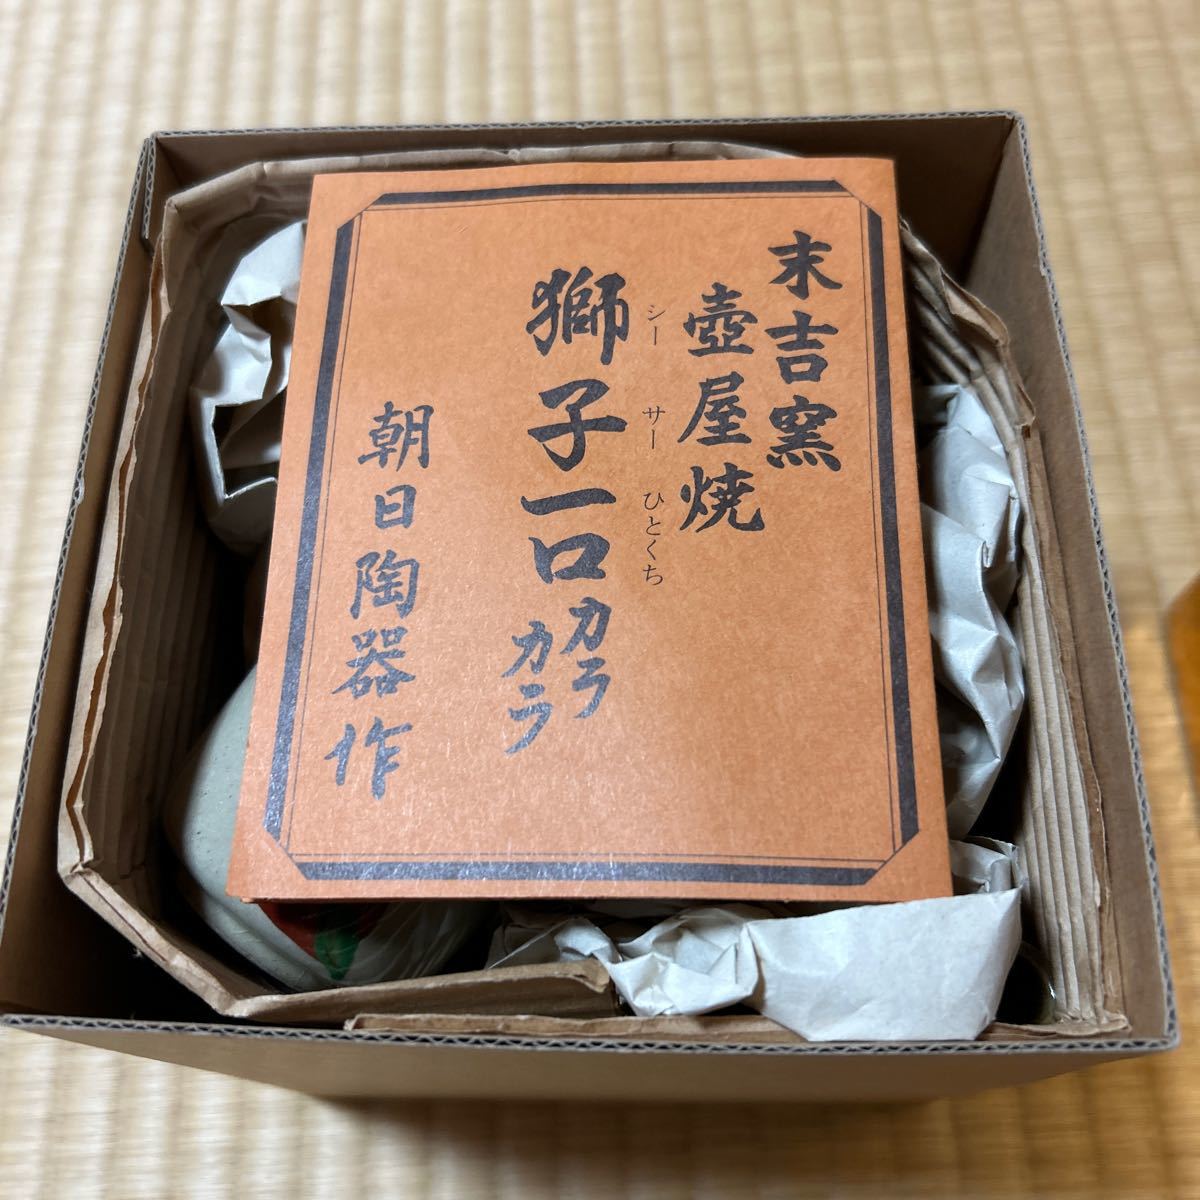 末吉窯
壺屋焼
獅子一口カラカラ
シーサーひとくち
朝日陶器作